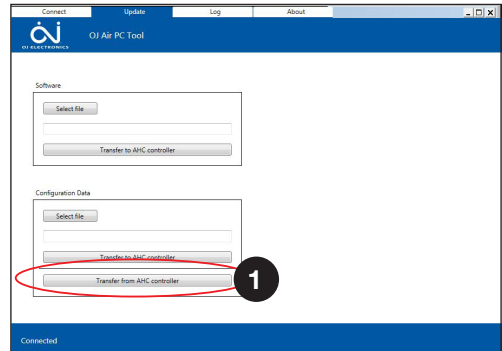 Connect Update Log About
OJ ELECTRONICS
OJ Air PC Tool
Software
Select file
Transfer to AHC controller
Configuration Data
Select file
Transfer to AHC controller
Transfer from AHC controller
1
Connected